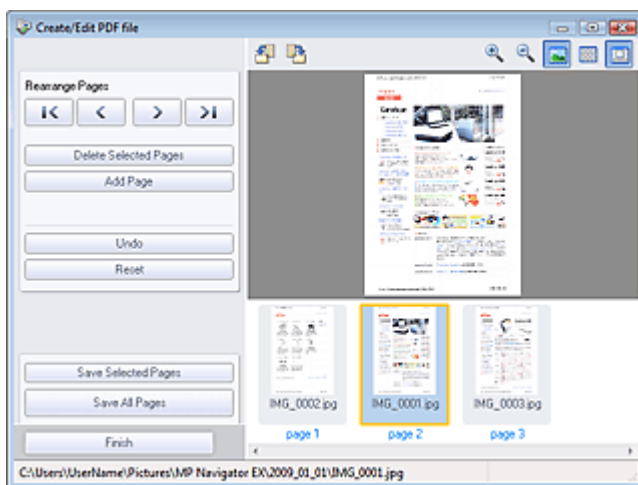 Create/Edit PDF file
Rearrange Pages
Delete Selected Pages
Add Page
Undo
Reset
Save Selected Pages
Save All Pages
Finish
IMG_0002.jpg
IMG_0001.jpg
IMG_0003.jpg
page 1
page 2
page 3
C:\Users\UserName\Pictures\MP Navigator EX\2009_01_01\IMG_0001.jpg